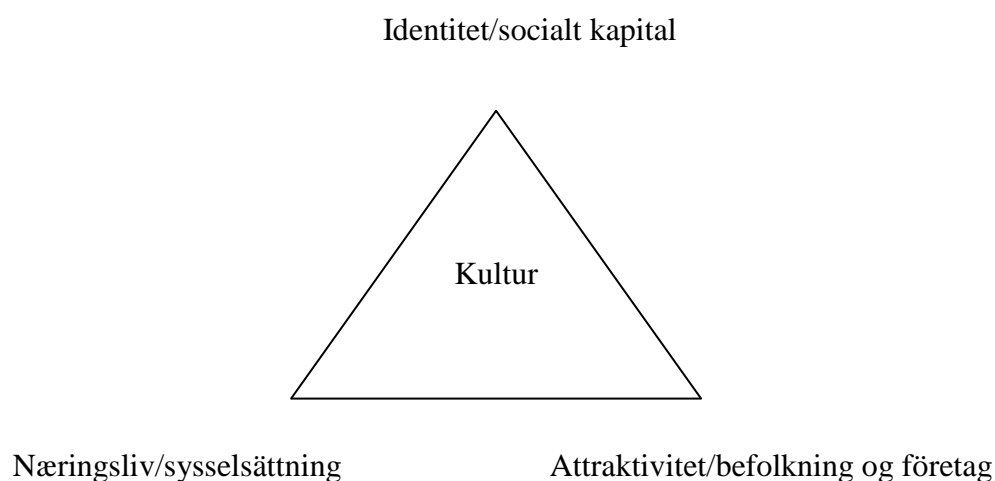 Identitet/socialt kapital
Kultur
Næringsliv/sysselsättning
Attraktivitet/befolkning og företag